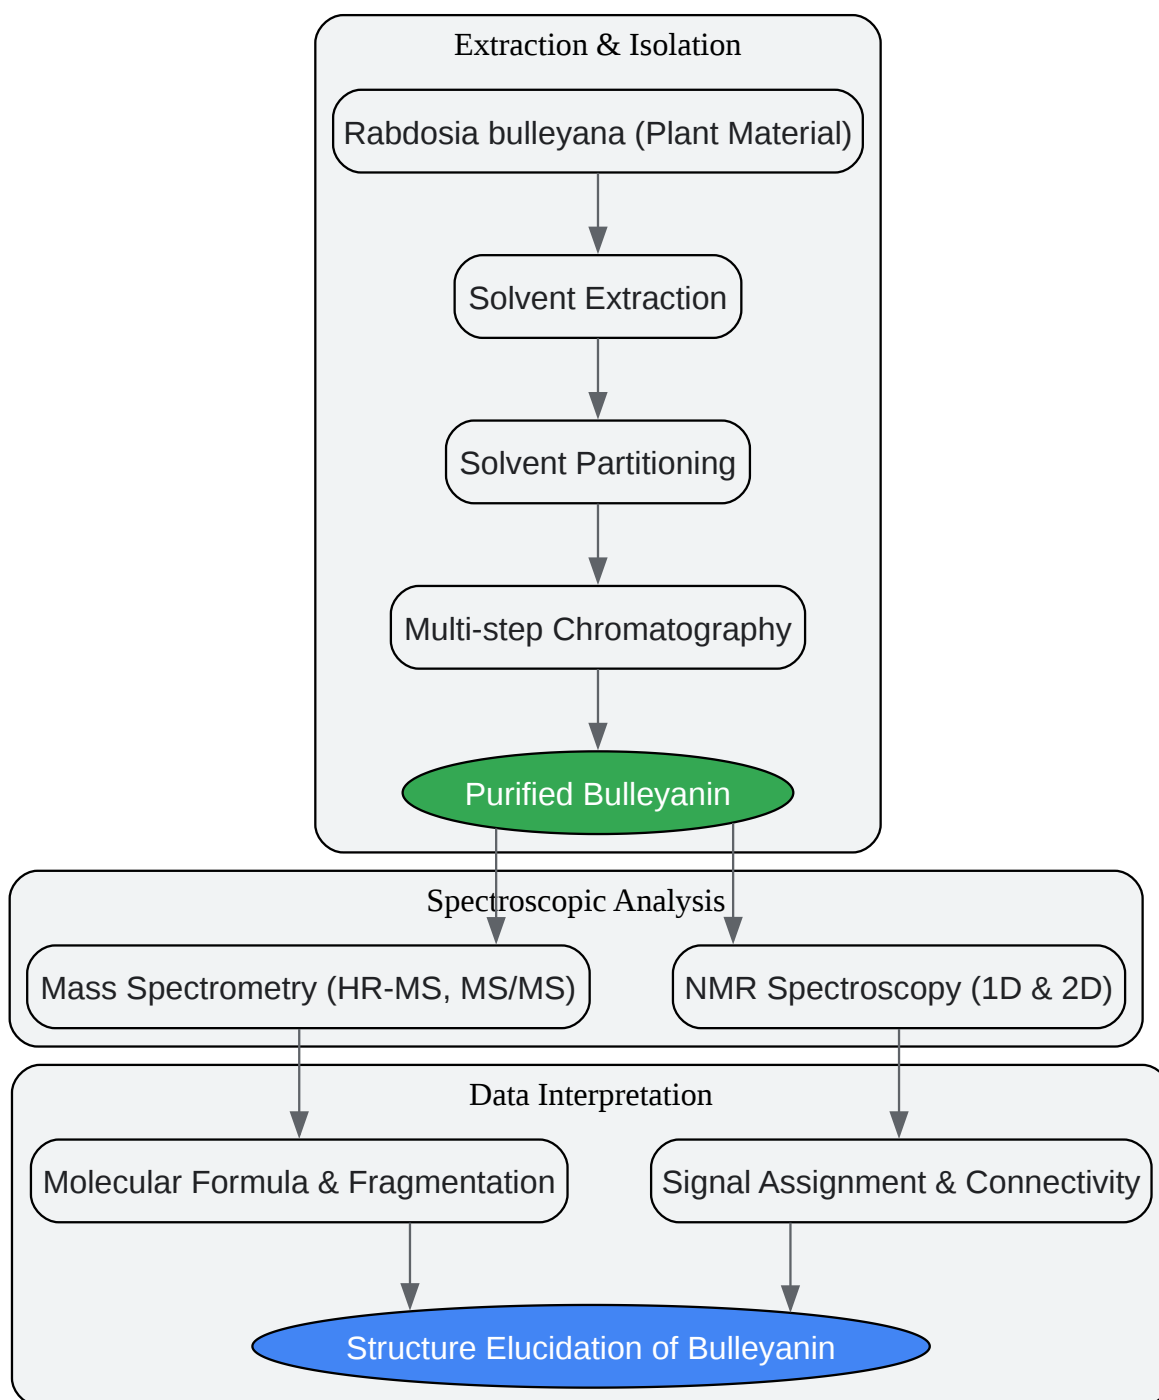 Extraction & Isolation
Rabdosia bulleyana (Plant Material)
Solvent Extraction
Solvent Partitioning
Multi-step Chromatography
Purified Bulleyanin
Spectroscopic Analysis
Mass Spectrometry (HR-MS, MS/MS)
NMR Spectroscopy (1D & 2D)
Data Interpretation
Molecular Formula & Fragmentation
Signal Assignment & Connectivity
Structure Elucidation of Bulleyanin